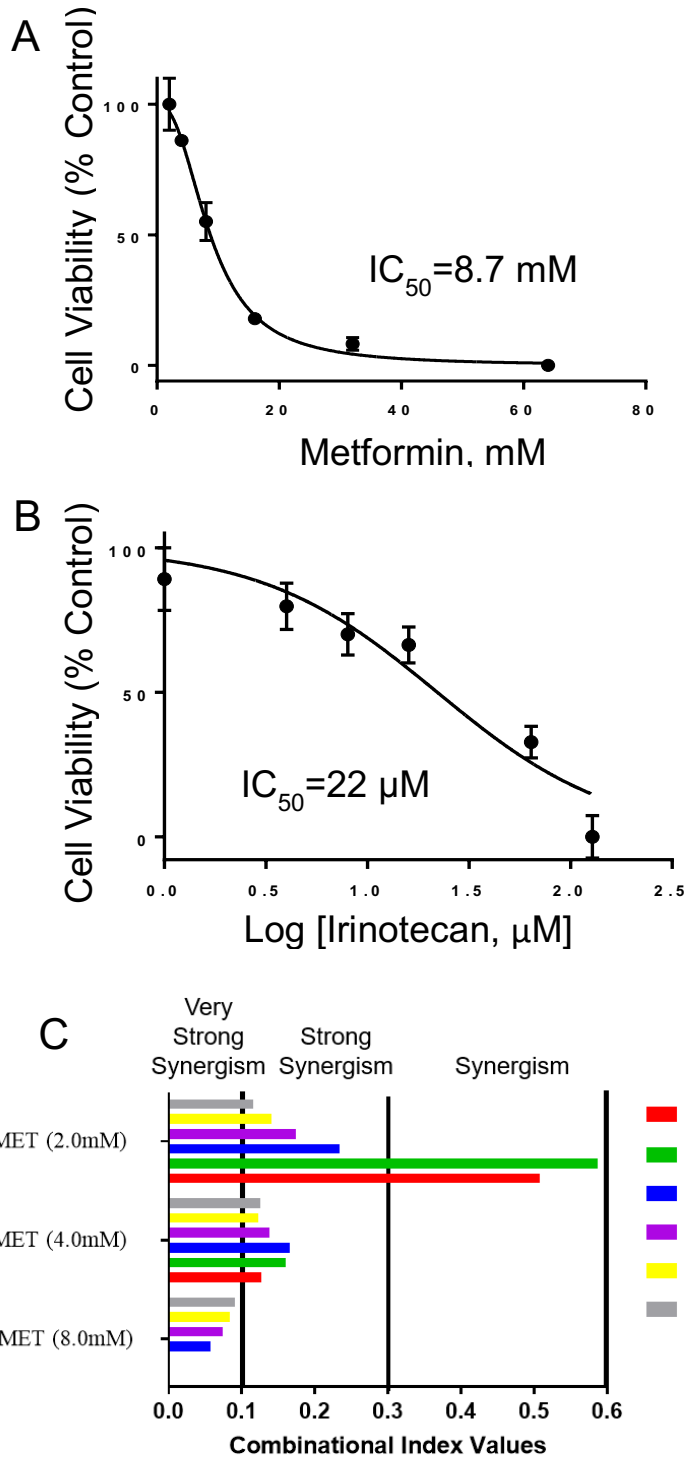 A
Cell Viability (% Control)
100
50
0
IC50=8.7 mM
0 20 40 60 80
Metformin, mM
B
Cell Viability (% Control)
100
50
0
IC50=22 µM
0.0 0.5 1.0 1.5 2.0 2.5
Log [Irinotecan, µM]
C
Very
Strong
Synergism
Strong
Synergism
Synergism
MET (2.0mM)
MET (4.0mM)
MET (8.0mM)
0.0 0.1 0.2 0.3 0.4 0.5 0.6
Combinational Index Values